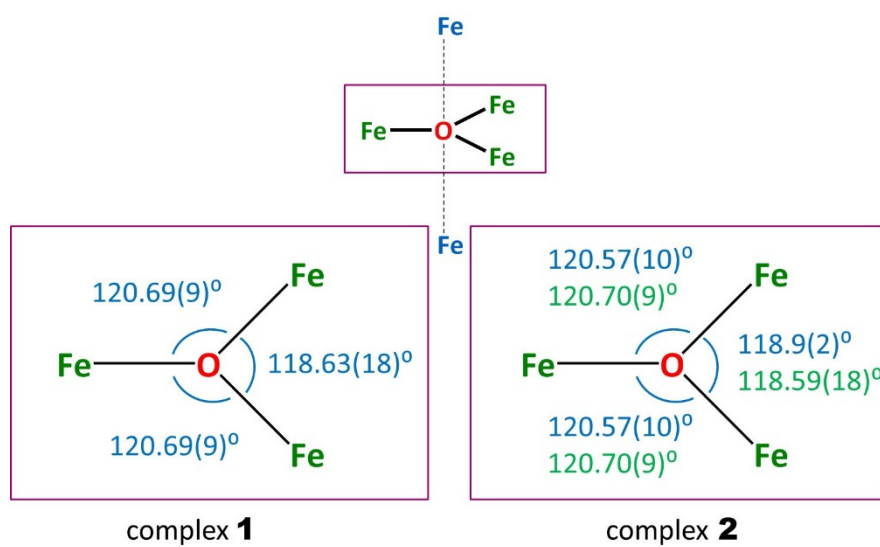 Fe
Fe
Fe O
Fe
Fe
120.69(9)º
Fe
Fe O 118.63(18)º
120.69(9)º
Fe
complex 1
120.57(10)º
120.70(9)º
Fe
Fe O 118.9(2)º
118.59(18)º
120.57(10)º
120.70(9)º
Fe
complex 2